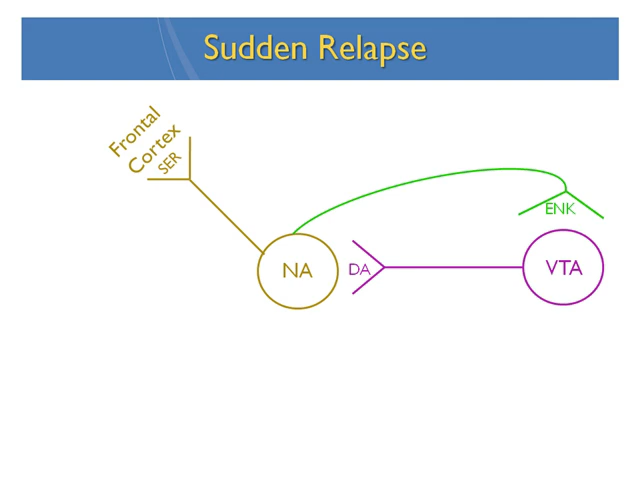 Sudden Relapse
Frontal
Cortex
SER
ENK
NA
DA
VTA